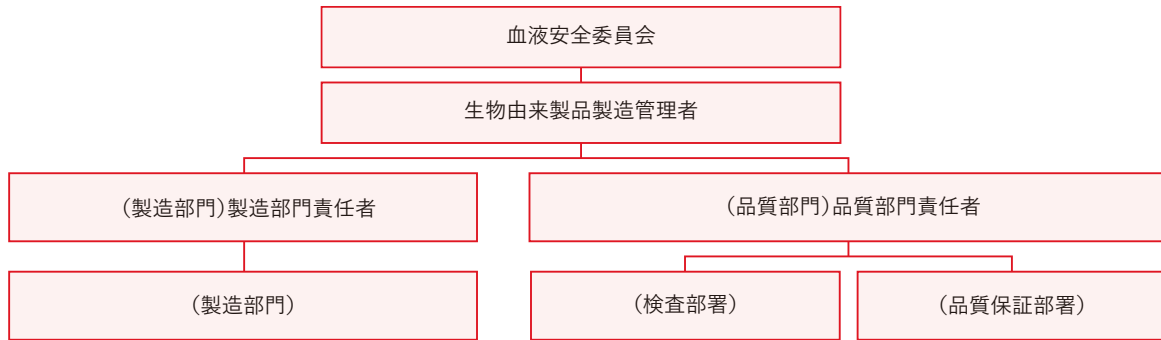 血液安全委員会
生物由来製品製造管理者
（製造部門）製造部門責任者
（品質部門）品質部門責任者
（製造部門）
（検査部署）
（品質保証部署）